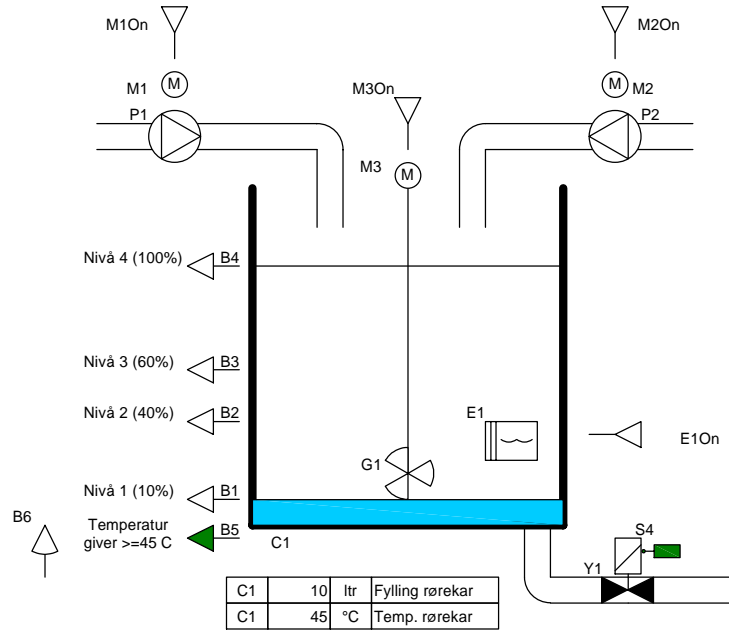 M1On
M2On
M1
M
M3On
M
M2
P1
P2
M3
M
Nivå 4 (100%)
B4
Nivå 3 (60%)
B3
Nivå 2 (40%)
B2
E1
E1On
G1
Nivå 1 (10%)
B1
B6
Temperatur
giver >=45 C
B5
C1
S4
Y1
C1 10 ltr Fylling rørekar
C1 45 °C Temp. rørekar